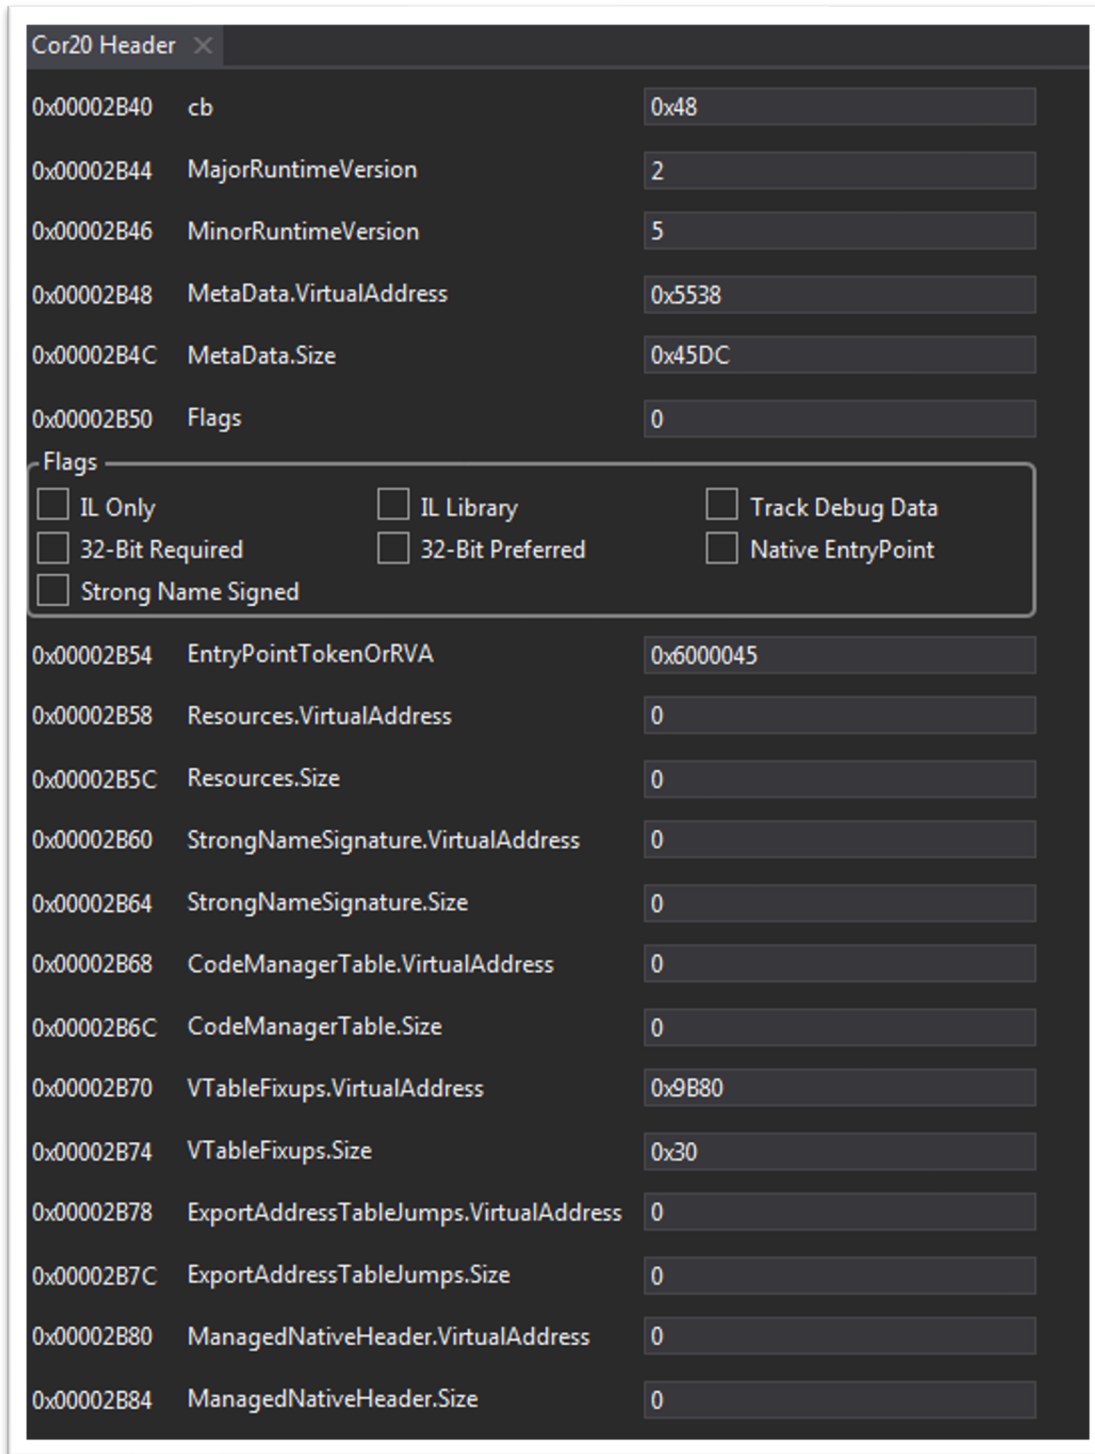 Cor20 Header
0x00002B40 cb 0x48
0x00002B44 MajorRuntimeVersion 2
0x00002B46 MinorRuntimeVersion 5
0x00002B48 MetaData.VirtualAddress 0x5538
0x00002B4C MetaData.Size 0x45DC
0x00002B50 Flags 0
Flags
IL Only IL Library Track Debug Data
32-Bit Required 32-Bit Preferred Native EntryPoint
Strong Name Signed
0x00002B54 EntryPointTokenOrRVA 0x6000045
0x00002B58 Resources.VirtualAddress 0
0x00002B5C Resources.Size 0
0x00002B60 StrongNameSignature.VirtualAddress 0
0x00002B64 StrongNameSignature.Size 0
0x00002B68 CodeManagerTable.VirtualAddress 0
0x00002B6C CodeManagerTable.Size 0
0x00002B70 VTableFixups.VirtualAddress 0x9B80
0x00002B74 VTableFixups.Size 0x30
0x00002B78 ExportAddressTableJumps.VirtualAddress 0
0x00002B7C ExportAddressTableJumps.Size 0
0x00002B80 ManagedNativeHeader.VirtualAddress 0
0x00002B84 ManagedNativeHeader.Size 0